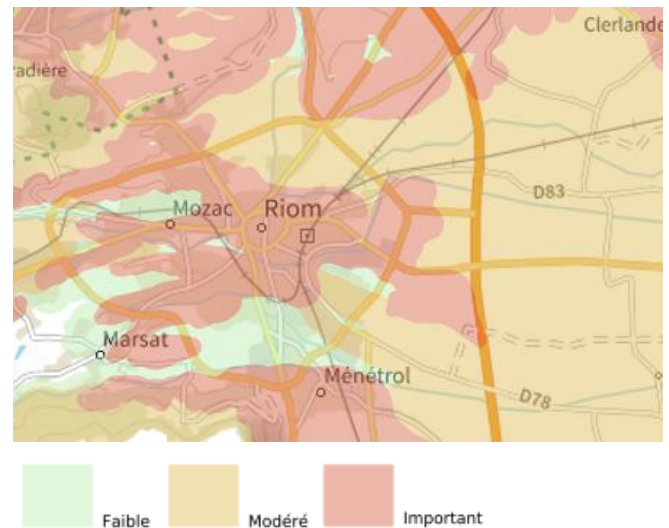 Clerlande
radière
D83
Mozac
Riom
Marsat
Ménétrol
D78
Faible
Modéré
Important